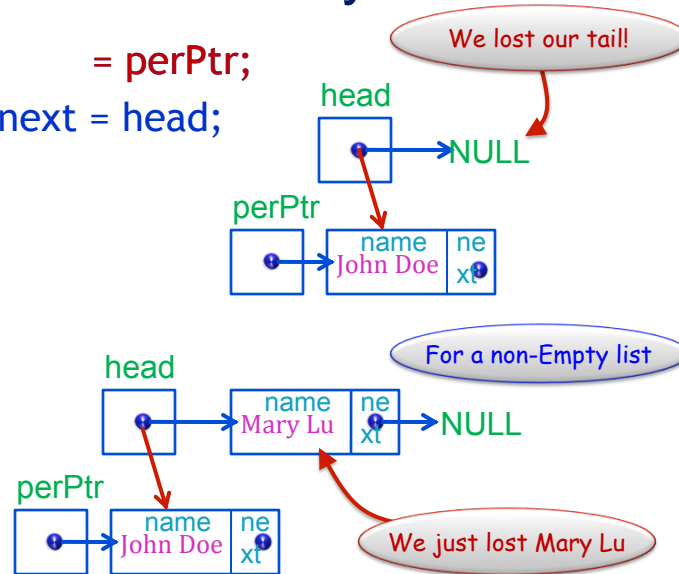 = perPtr;
We lost our tail!
next = head;
head
NULL
perPtr
name
ne
John Doe
xt
For a non-Empty list
head
name
ne
Mary Lu
xt
NULL
perPtr
name
ne
John Doe
xt
We just lost Mary Lu